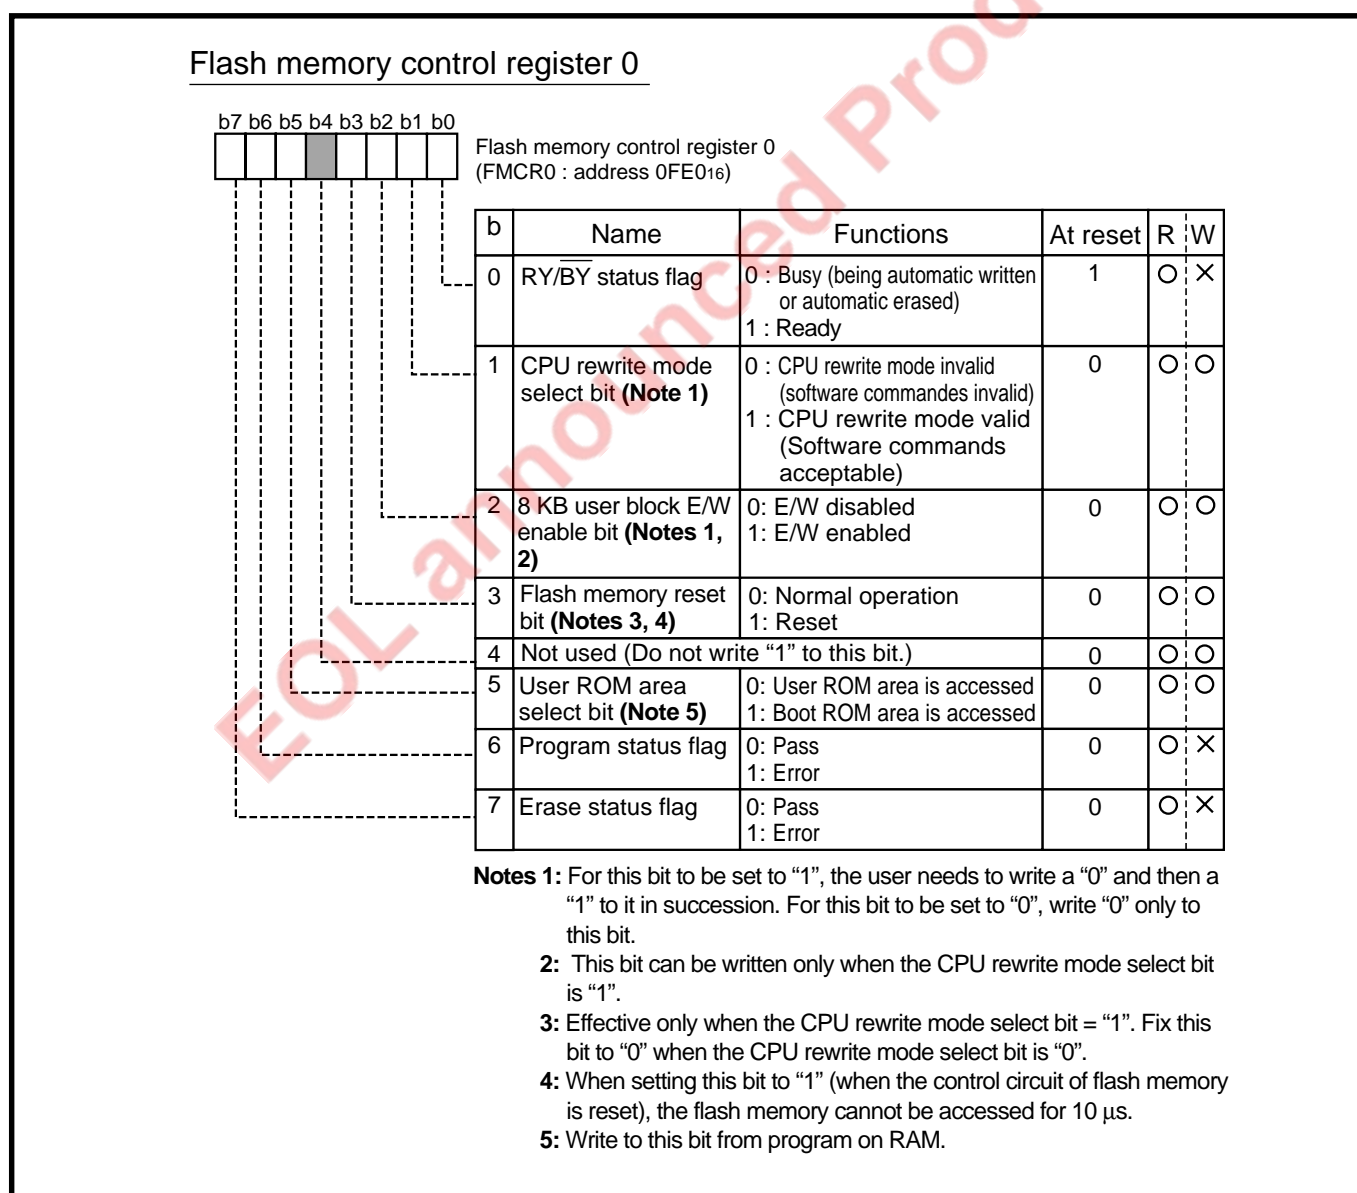 Flash memory control register 0
b7 b6 b5 b4 b3 b2 b1 b0
Flash memory control register 0
(FMCR0 : address 0FE016)
b Name Functions At reset R W
0 RY/BY status flag 0 : Busy (being automatic written or automatic erased) 1 ○ ×
1 : Ready
1 CPU rewrite mode select bit (Note 1) 0 : CPU rewrite mode invalid (software commandes invalid) 0 ○ ○
1 : CPU rewrite mode valid (Software commands acceptable)
2 8 KB user block E/W enable bit (Notes 1, 2) 0: E/W disabled 0 ○ ○
1: E/W enabled
3 Flash memory reset bit (Notes 3, 4) 0: Normal operation 0 ○ ○
1: Reset
4 Not used (Do not write “1” to this bit.) 0 ○ ○
5 User ROM area select bit (Note 5) 0: User ROM area is accessed 0 ○ ○
1: Boot ROM area is accessed
6 Program status flag 0: Pass 0 ○ ×
1: Error
7 Erase status flag 0: Pass 0 ○ ×
1: Error
Notes 1: For this bit to be set to “1”, the user needs to write a “0” and then a
“1” to it in succession. For this bit to be set to “0”, write “0” only to
this bit.
2: This bit can be written only when the CPU rewrite mode select bit
is “1”.
3: Effective only when the CPU rewrite mode select bit = “1”. Fix this
bit to “0” when the CPU rewrite mode select bit is “0”.
4: When setting this bit to “1” (when the control circuit of flash memory
is reset), the flash memory cannot be accessed for 10 μs.
5: Write to this bit from program on RAM.
EOL announced Prod